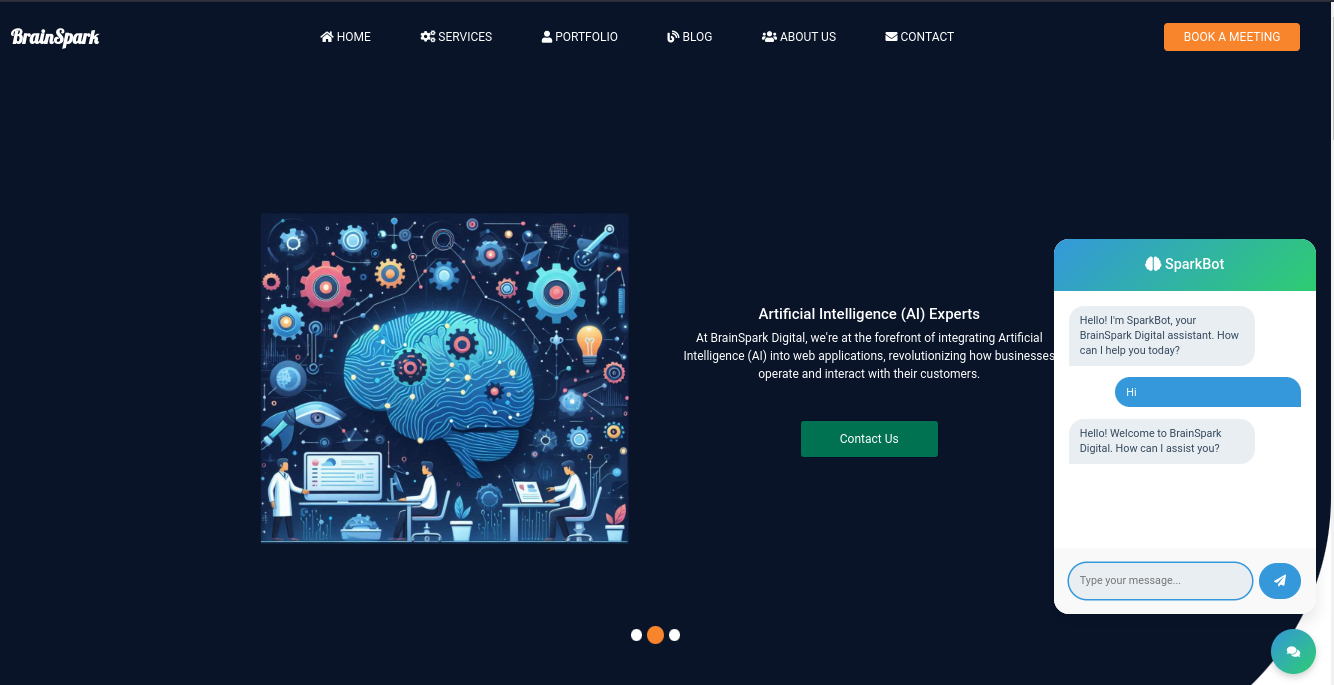 BrainSpark
HOME
SERVICES
PORTFOLIO
BLOG
ABOUT US
CONTACT
BOOK A MEETING
Artificial Intelligence (AI) Experts
At BrainSpark Digital, we're at the forefront of integrating Artificial
Intelligence (AI) into web applications, revolutionizing how businesses
operate and interact with their customers.
Contact Us
SparkBot
Hello! I'm SparkBot, your
BrainSpark Digital assistant. How
can I help you today?
Hi
Hello! Welcome to BrainSpark
Digital. How can I assist you?
Type your message...